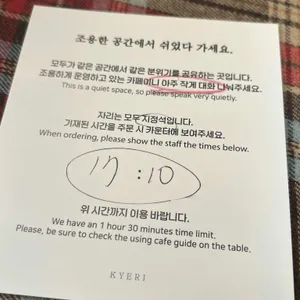 조용한 공간에서 쉬었다 가세요.
모두가 같은 공간에서 같은 분위기를 공유하는 곳입니다.
조용하게 운영하고 있는 카페이니 아주 작게 대화 나눠주세요.
This is a quiet space, so please speak very quietly.
자리는 모두 지정석입니다.
기재된 시간을 주문 시 카운터에 보여주세요.
When ordering, please show the staff the times below.
17:10
위 시간까지 이용 바랍니다.
We have an 1 hour 30 minutes time limit.
Please, be sure to check the using cafe guide on the table.
KYERI